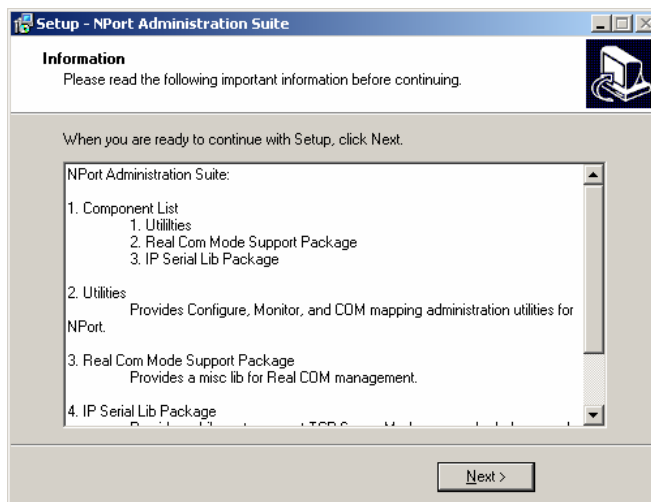 Setup - NPort Administration Suite
Information
Please read the following important information before continuing.
When you are ready to continue with Setup, click Next.
NPort Administration Suite:
1. Component List
1. Utililties
2. Real Com Mode Support Package
3. IP Serial Lib Package
2. Utilities
Provides Configure, Monitor, and COM mapping administration utilities for
NPort.
3. Real Com Mode Support Package
Provides a misc lib for Real COM management.
4. IP Serial Lib Package
Next >